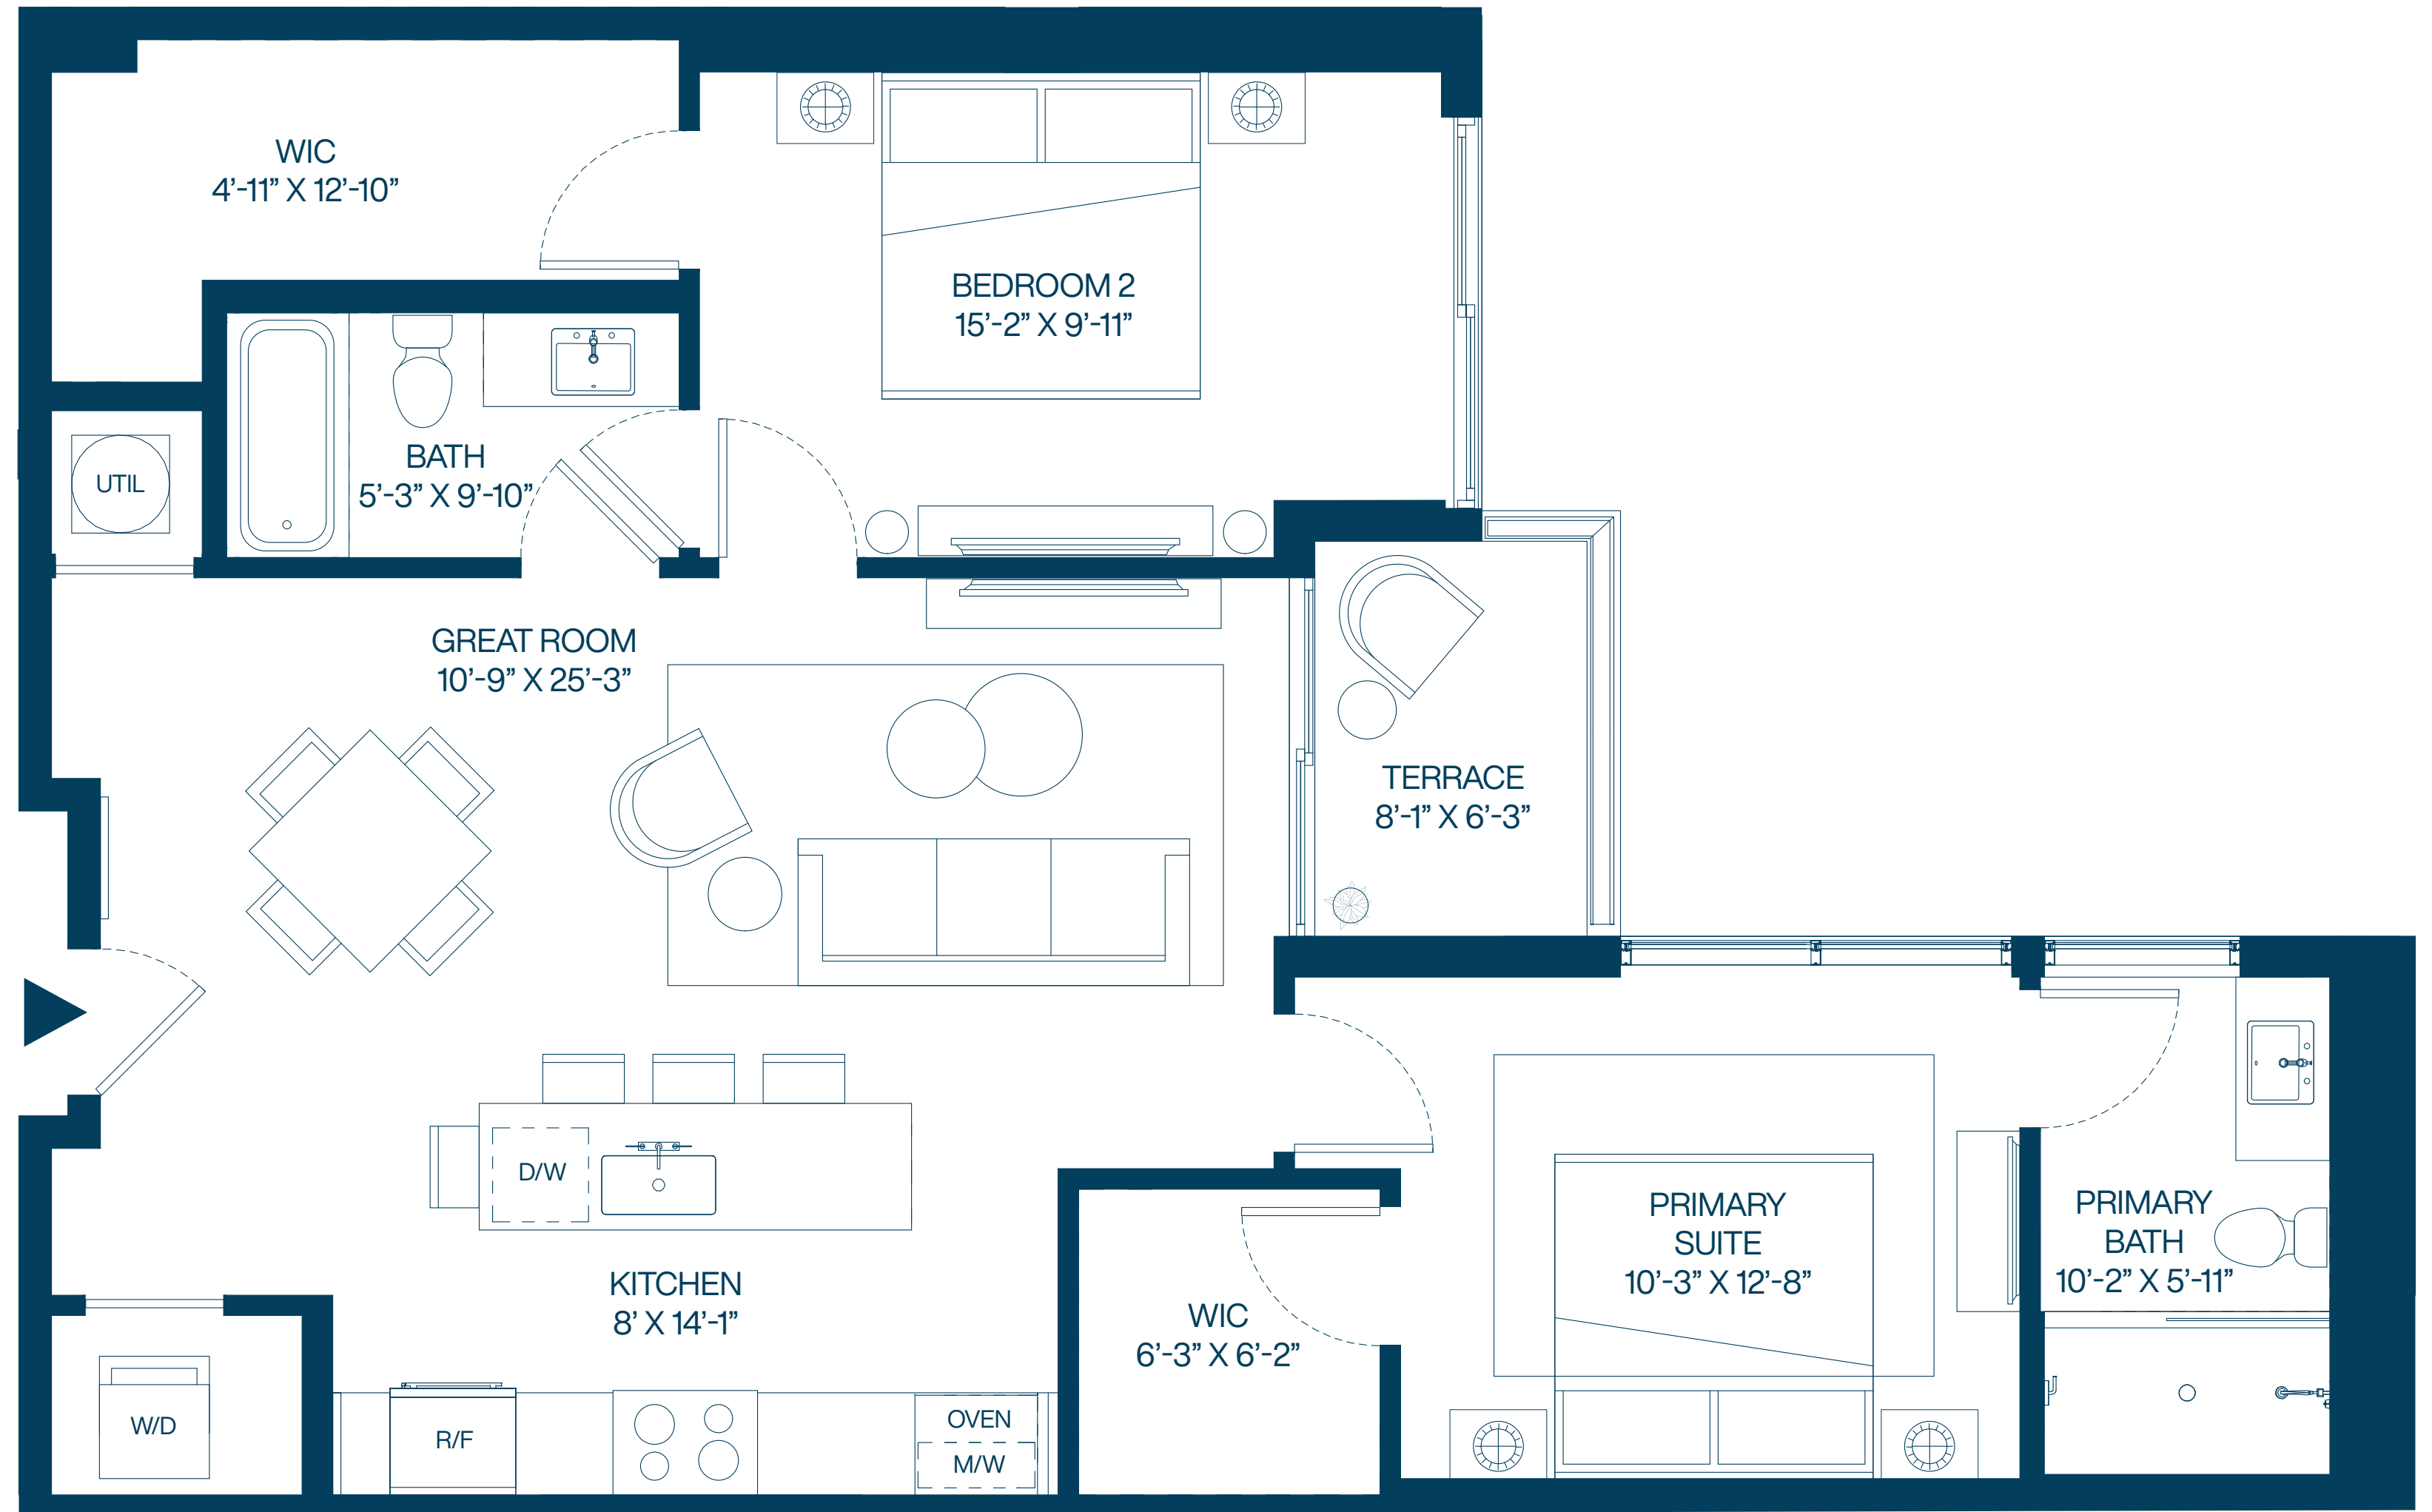 WIC
4’-11” X 12’-10”
BEDROOM 2
15’-2” X 9’-11”
BATH
5’-3” X 9’-10”
UTIL
GREAT ROOM
10’-9” X 25’-3”
TERRACE
8’-1” X 6’-3”
D/W
KITCHEN
8’ X 14’-1”
WIC
6’-3” X 6’-2”
PRIMARY
SUITE
10’-3” X 12’-8”
PRIMARY
BATH
10’-2” X 5’-11”
W/D
R/F
OVEN
M/W